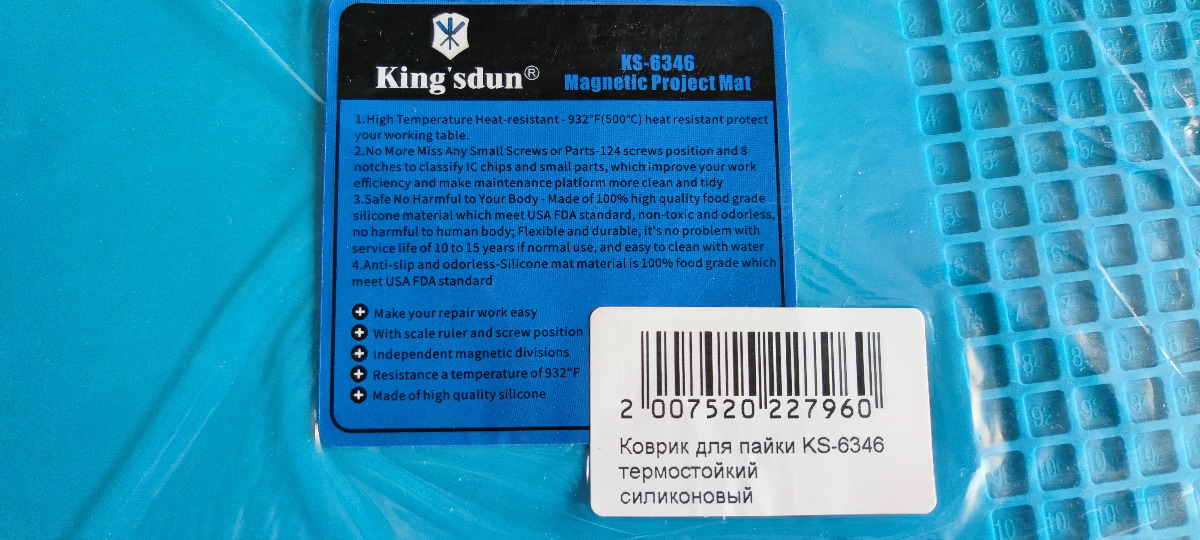 King'sdun®
KS-6346
Magnetic Project Mat
1.High Temperature Heat-resistant - 932°F(500°C) heat resistant protect
your working table.
2.No More Miss Any Small Screws or Parts-124 screws position and 8
notches to classify IC chips and small parts, which improve your work
efficiency and make maintenance platform more clean and tidy
3.Safe No Harmful to Your Body - Made of 100% high quality food grade
silicone material which meet USA FDA standard, non-toxic and odorless,
no harmful to human body; Flexible and durable, it's no problem with
service life of 10 to 15 years if normal use, and easy to clean with water
4.Anti-slip and odorless-Silicone mat material is 100% food grade which
meet USA FDA standard
Make your repair work easy
With scale ruler and screw position
Independent magnetic divisions
Resistance a temperature of 932°F
Made of high quality silicone
2 007520 227960
Коврик для пайки KS-6346
термостойкий
силиконовый